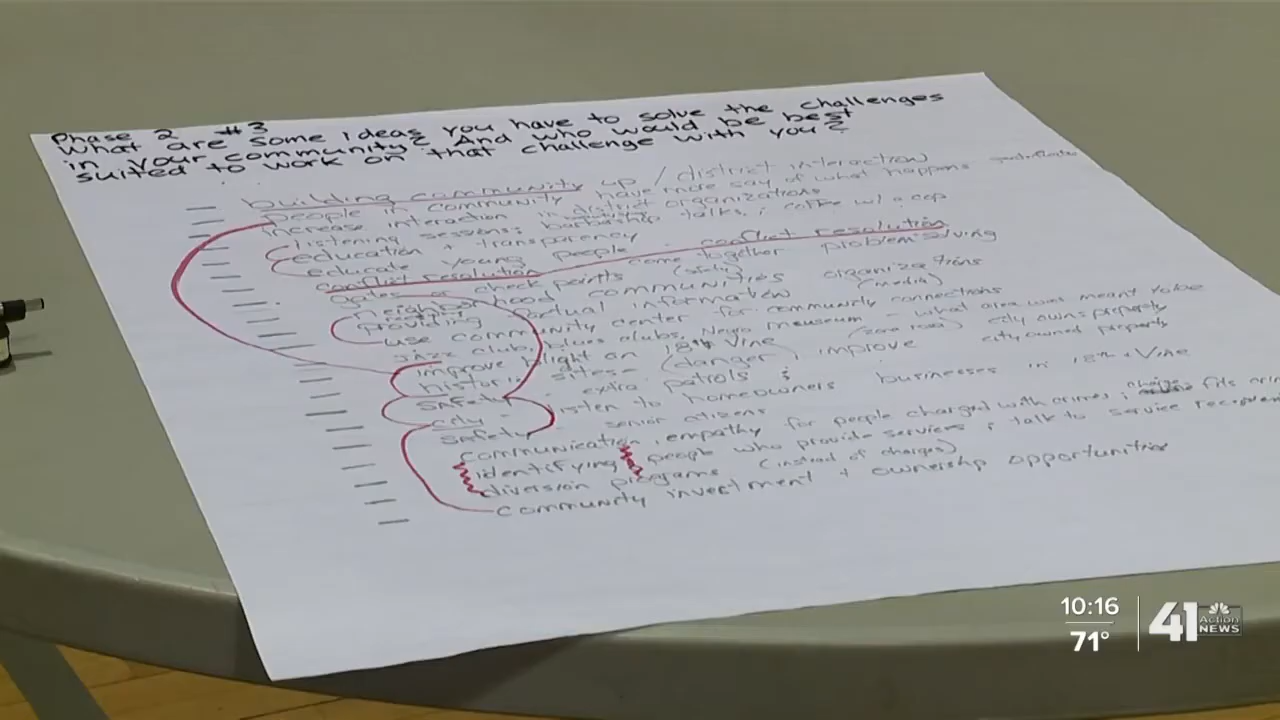 Phase 2 #3
What are some ideas you have to solve the challenges
in your community? And who would be best
suited to work on that challenge with you?
building community up / district interaction
people in community have more say of what happens
increase interaction in district organizations
listening sessions; barbershop talks; coffee w/ a cop
education + transparency
educate young people
conflict resolution
conflict resolution - come together problem solving
gates or check points (safety)
neighborhood communities organizations
providing factual information (media)
use community center for community connections
jazz club, blues clubs, Negro meuseum - what area was meant to be
improve blight on 18th Vine city owns property
historic sitese (danger) improve city owned property
safety - extra patrols ;
city - listen to homeowners businesses in 18th + Vine
safety - senior citizens
communication, empathy for people charged with crimes ; fits
identifying people who provide services ; talk to service
diversion programs (instead of charges)
community investment + ownership opportunities
10:16
71°
41 Action
NEWS